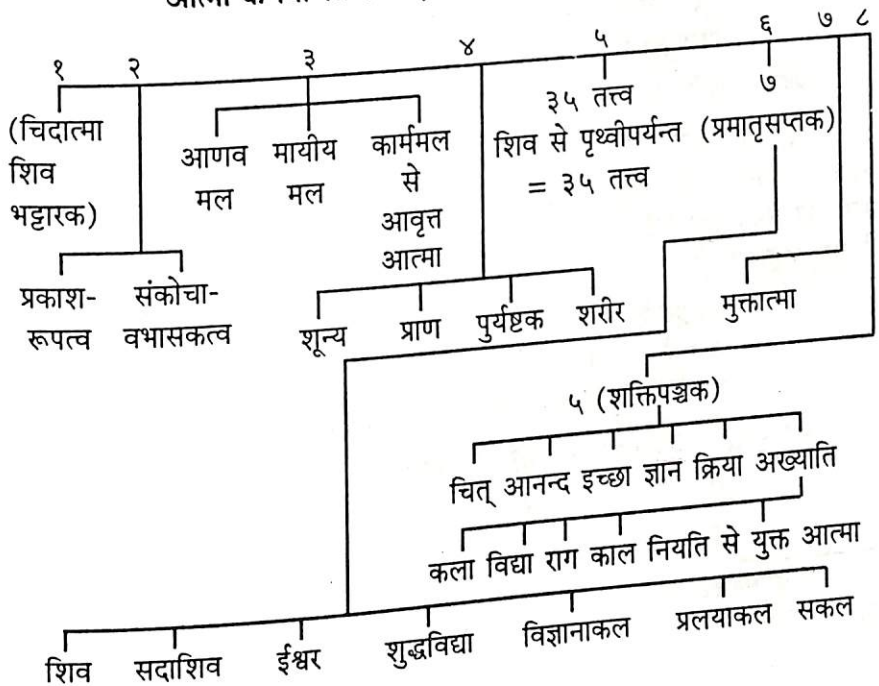 १ २ ३ ४ ५ ६ ७ ८
(चिदात्मा
शिव
भट्टारक)
प्रकाश-
रूपत्व
संकोचा-
वभासकत्व
आणव
मल
मायीय
मल
कार्ममल
से
आवृत्त
आत्मा
शून्य प्राण पुर्यष्टक शरीर
३५ तत्त्व
शिव से पृथ्वीपर्यन्त
= ३५ तत्त्व
७
(प्रमातृसप्तक)
मुक्तात्मा
५ (शक्तिपञ्चक)
चित् आनन्द इच्छा ज्ञान क्रिया अख्याति
कला विद्या राग काल नियति से युक्त आत्मा
शिव सदाशिव ईश्वर शुद्धविद्या विज्ञानाकल प्रलयाकल सकल